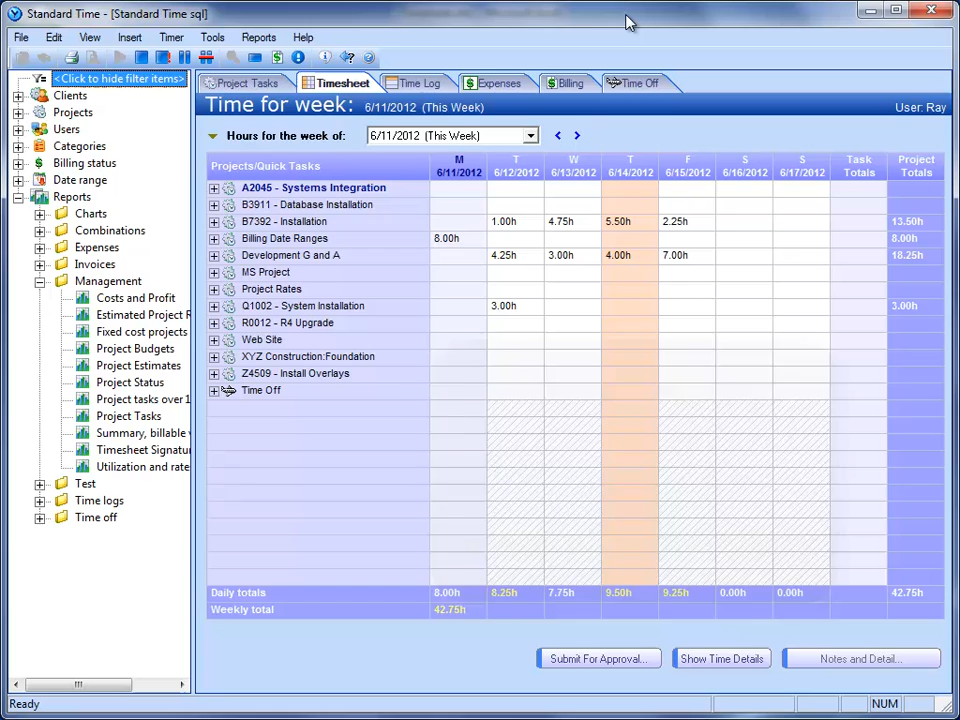 Standard Time - [Standard Time sql]
File Edit View Insert Timer Tools Reports Help
<Click to hide filter items>
Clients
Projects
Users
Categories
Billing status
Date range
Reports
Charts
Combinations
Expenses
Invoices
Management
Costs and Profit
Estimated Project R
Fixed cost projects
Project Budgets
Project Estimates
Project Status
Project tasks over 1
Project Tasks
Summary, billable
Timesheet Signatur
Utilization and rate
Test
Time logs
Time off
Project Tasks Timesheet Time Log Expenses Billing Time Off
Time for week: 6/11/2012 (This Week) User: Ray
Hours for the week of: 6/11/2012 (This Week) < >
Projects/Quick Tasks M 6/11/2012 T 6/12/2012 W 6/13/2012 T 6/14/2012 F 6/15/2012 S 6/16/2012 S 6/17/2012 Task Totals Project Totals
A2045 - Systems Integration
B3911 - Database Installation
B7392 - Installation 1.00h 4.75h 5.50h 2.25h 13.50h
Billing Date Ranges 8.00h 8.00h
Development G and A 4.25h 3.00h 4.00h 7.00h 18.25h
MS Project
Project Rates
Q1002 - System Installation 3.00h 3.00h
R0012 - R4 Upgrade
Web Site
XYZ Construction:Foundation
Z4509 - Install Overlays
Time Off
Daily totals 8.00h 8.25h 7.75h 9.50h 9.25h 0.00h 0.00h 42.75h
Weekly total 42.75h
Submit For Approval... Show Time Details Notes and Detail...
Ready NUM